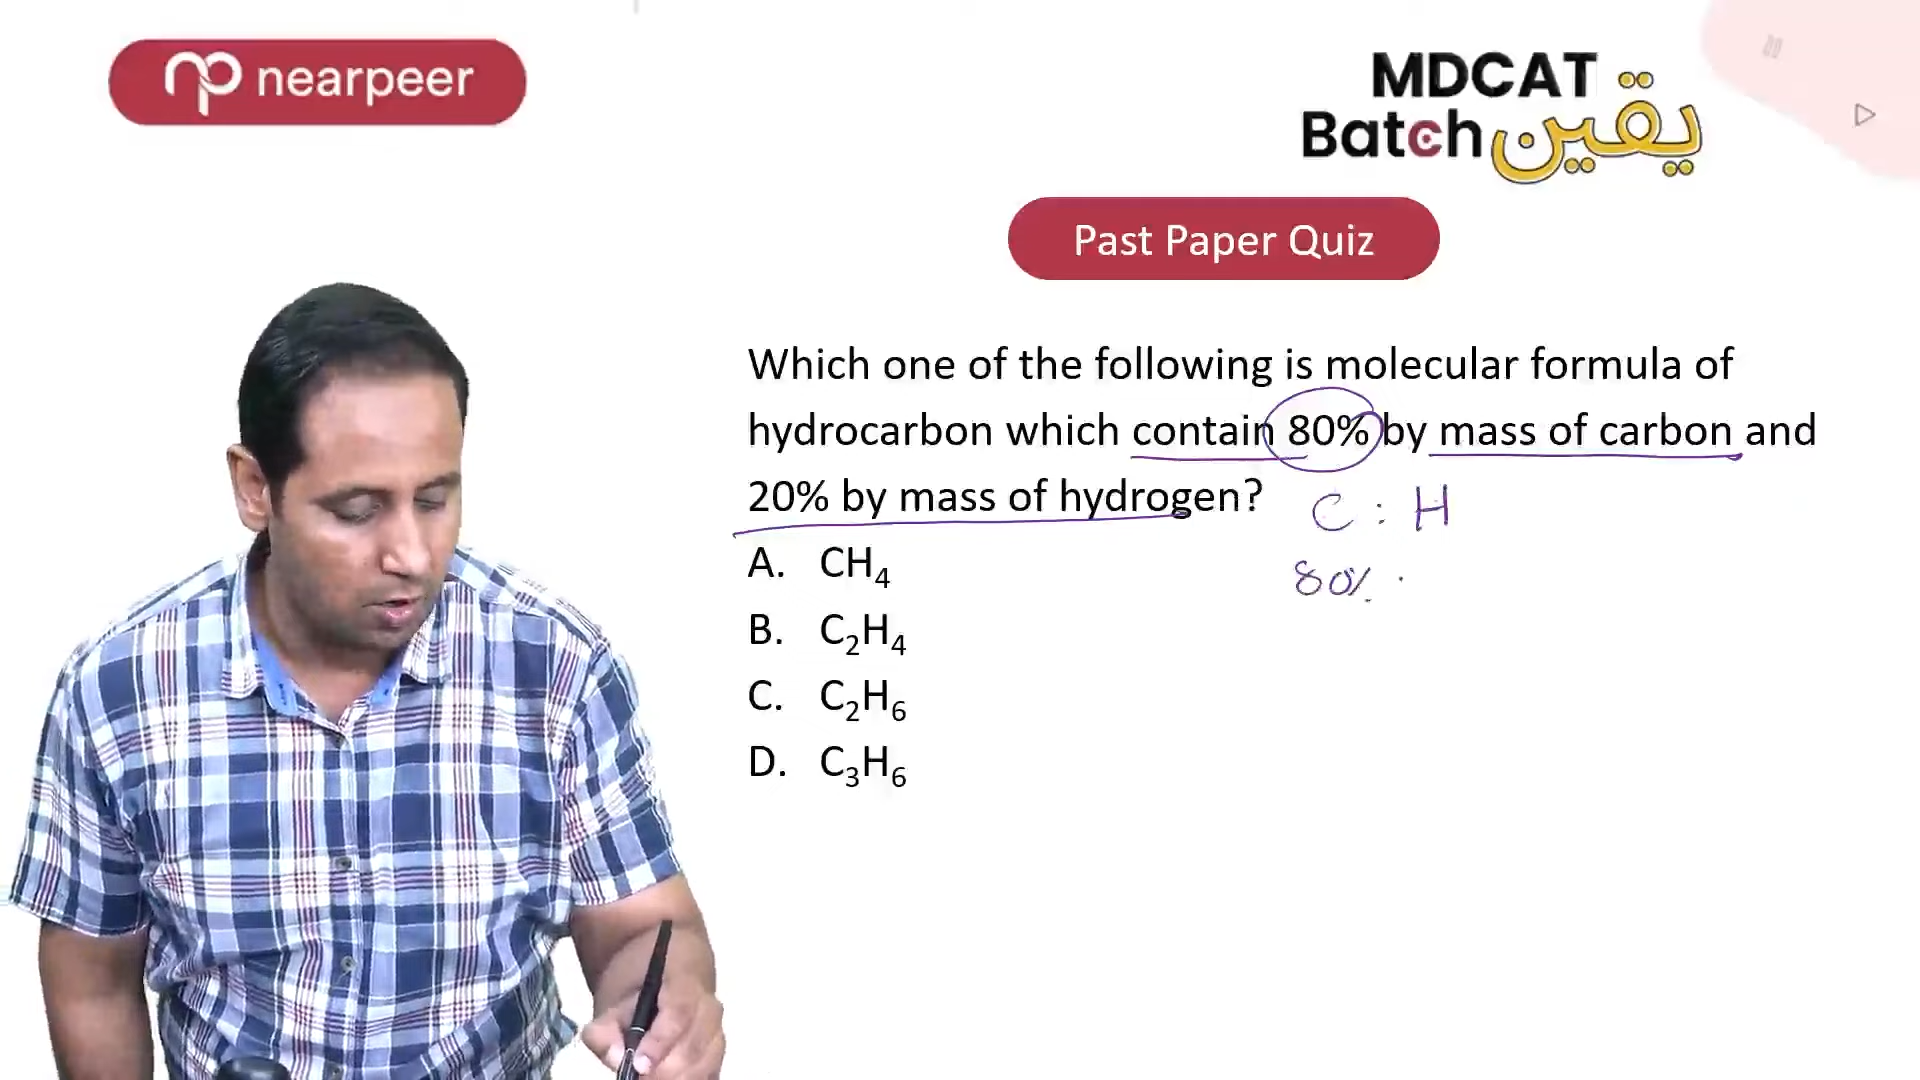 nearpeer
MDCAT
Batch یقین
Past Paper Quiz
Which one of the following is molecular formula of
hydrocarbon which contain 80% by mass of carbon and
20% by mass of hydrogen?
C : H
80% :
A. CH₄
B. C₂H₄
C. C₂H₆
D. C₃H₆